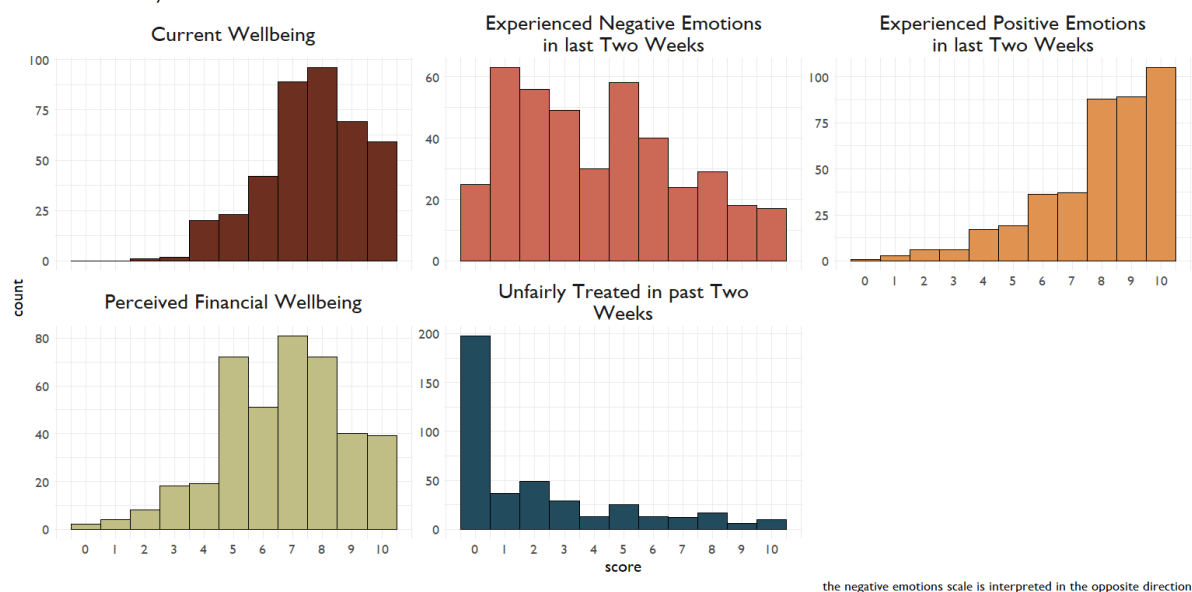 Current Wellbeing
Experienced Negative Emotions
in last Two Weeks
Experienced Positive Emotions
in last Two Weeks
100
75
50
25
0
60
40
20
0
100
75
50
25
0
0 1 2 3 4 5 6 7 8 9 10
count
Perceived Financial Wellbeing
Unfairly Treated in past Two
Weeks
80
60
40
20
0
200
150
100
50
0
0 1 2 3 4 5 6 7 8 9 10
0 1 2 3 4 5 6 7 8 9 10
score
the negative emotions scale is interpreted in the opposite direction